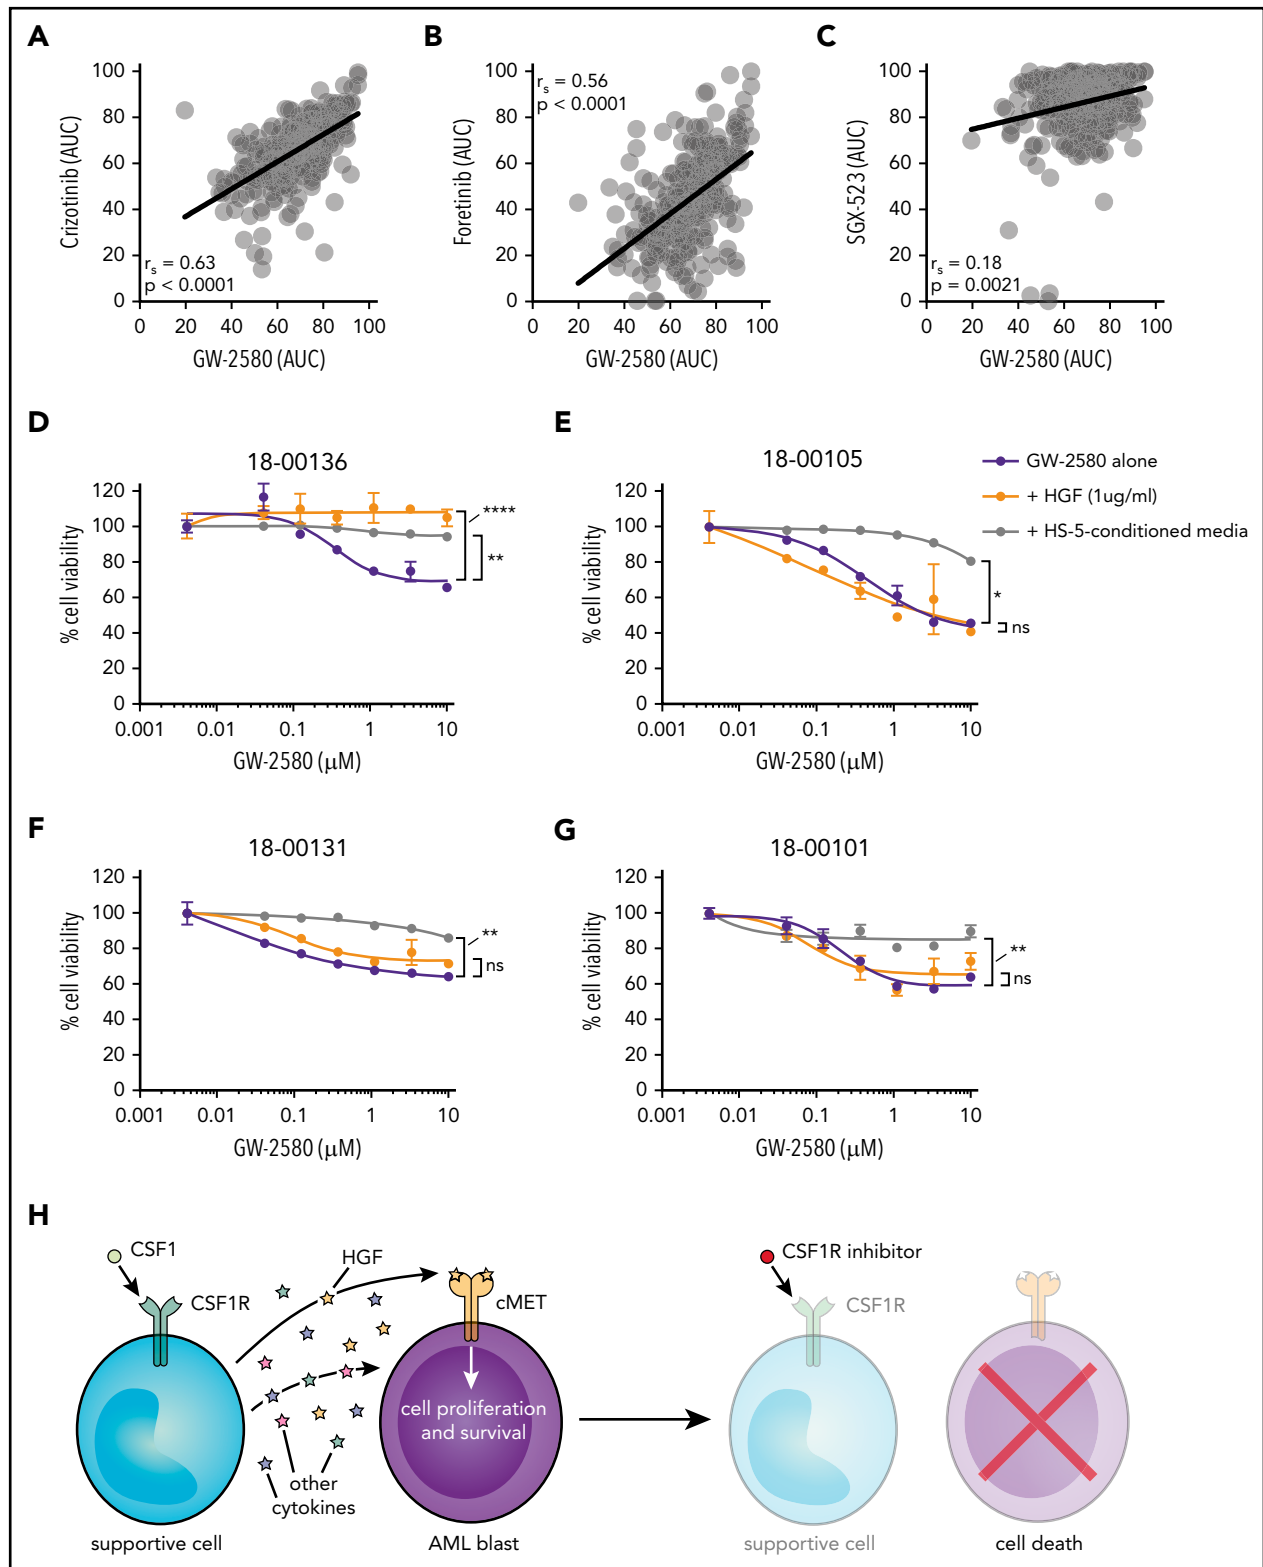 A
100
80
60
40
20
0
Crizotinib (AUC)
r_s = 0.63
p < 0.0001
0 20 40 60 80 100
GW-2580 (AUC)
B
100
80
60
40
20
0
Foretinib (AUC)
r_s = 0.56
p < 0.0001
0 20 40 60 80 100
GW-2580 (AUC)
C
100
80
60
40
20
0
SGX-523 (AUC)
r_s = 0.18
p = 0.0021
0 20 40 60 80 100
GW-2580 (AUC)
D
18-00136
120
100
80
60
40
20
0
% cell viability
****
**
0.001 0.01 0.1 1 10
GW-2580 (μM)
E
18-00105
120
100
80
60
40
20
0
% cell viability
*
ns
0.001 0.01 0.1 1 10
GW-2580 (μM)
GW-2580 alone
+ HGF (1ug/ml)
+ HS-5-conditioned media
F
18-00131
120
100
80
60
40
20
0
% cell viability
**
ns
0.001 0.01 0.1 1 10
GW-2580 (μM)
G
18-00101
120
100
80
60
40
20
0
% cell viability
**
ns
0.001 0.01 0.1 1 10
GW-2580 (μM)
H
CSF1
CSF1R
HGF
cMET
cell proliferation
and survival
other
cytokines
supportive cell
AML blast
CSF1R inhibitor
CSF1R
supportive cell
cell death